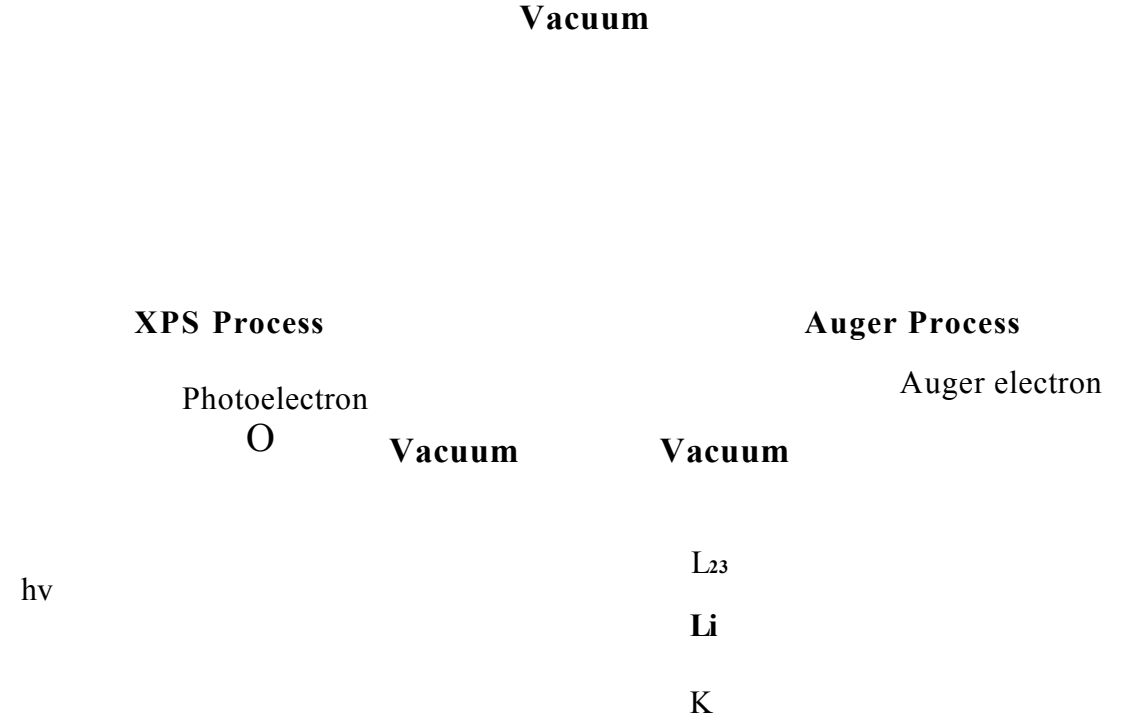 Vacuum
XPS Process
Auger Process
Photoelectron
Auger electron
O
Vacuum
Vacuum
L23
hv
Li
K